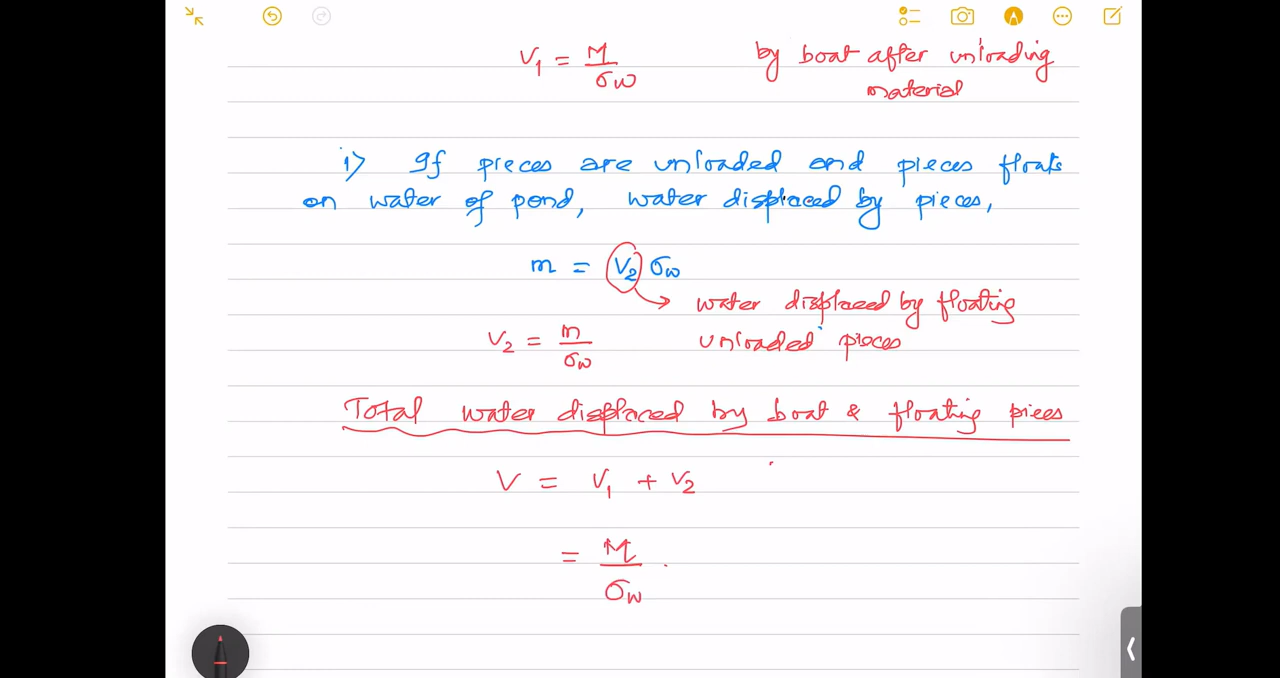 V₁ = M/σw by boat after unloading
material
i) If pieces are unloaded and pieces floats
on water of pond, water displaced by pieces,
m = V₂ σw
water displaced by floating
V₂ = m/σw unloaded pieces
Total water displaced by boat & floating pieces
V = V₁ + V₂
= M/σw